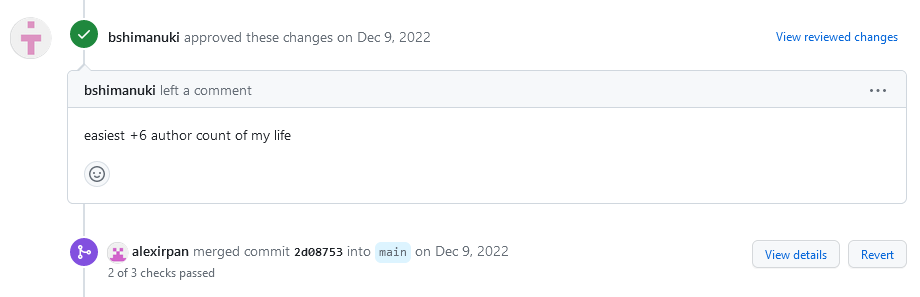 bshimanuki approved these changes on Dec 9, 2022 View reviewed changes
bshimanuki left a comment
easiest +6 author count of my life
alexirpan merged commit 2d08753 into main on Dec 9, 2022 View details Revert
2 of 3 checks passed